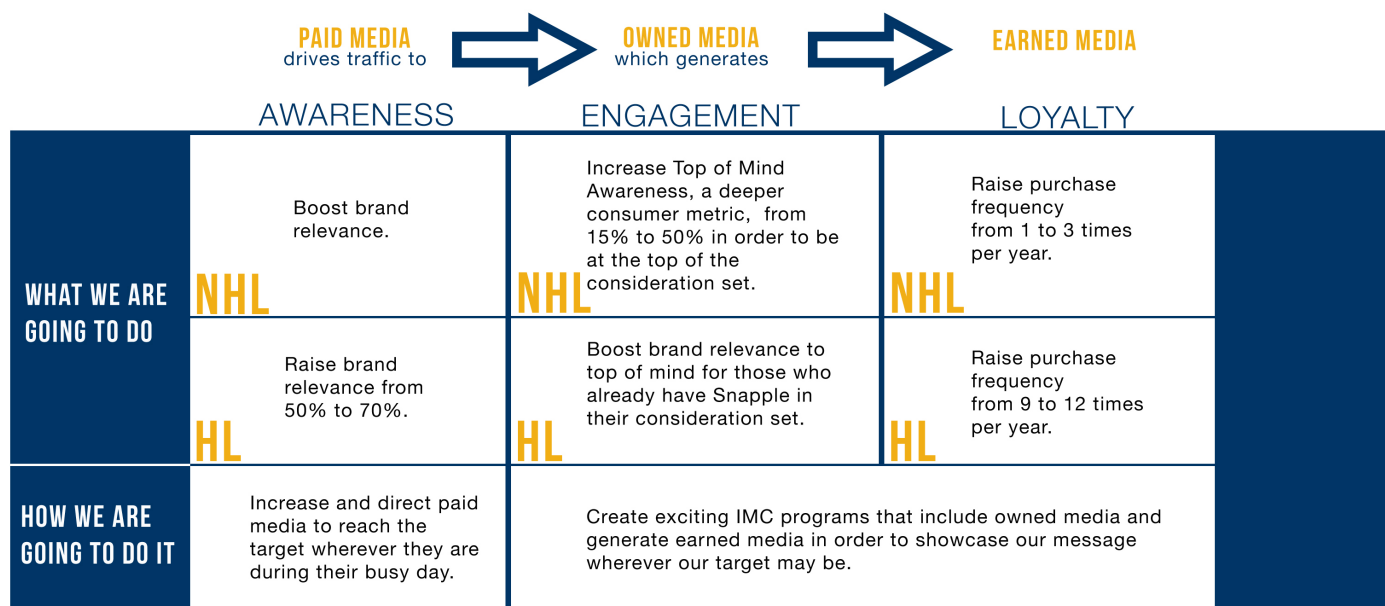 PAID MEDIA
drives traffic to
OWNED MEDIA
which generates
EARNED MEDIA
AWARENESS
ENGAGEMENT
LOYALTY
WHAT WE ARE
GOING TO DO
Boost brand
relevance.
NHL
Increase Top of Mind
Awareness, a deeper
consumer metric,  from
15% to 50% in order to be
at the top of the
consideration set.
NHL
Raise purchase
frequency
from 1 to 3 times
per year.
NHL
Raise brand
relevance from
50% to 70%.
HL
Boost brand relevance to
top of mind for those who
already have Snapple in
their consideration set.
HL
Raise purchase
frequency
from 9 to 12 times
per year.
HL
HOW WE ARE
GOING TO DO IT
Increase and direct paid
media to reach the
target wherever they are
during their busy day.
Create exciting IMC programs that include owned media and
generate earned media in order to showcase our message
wherever our target may be.